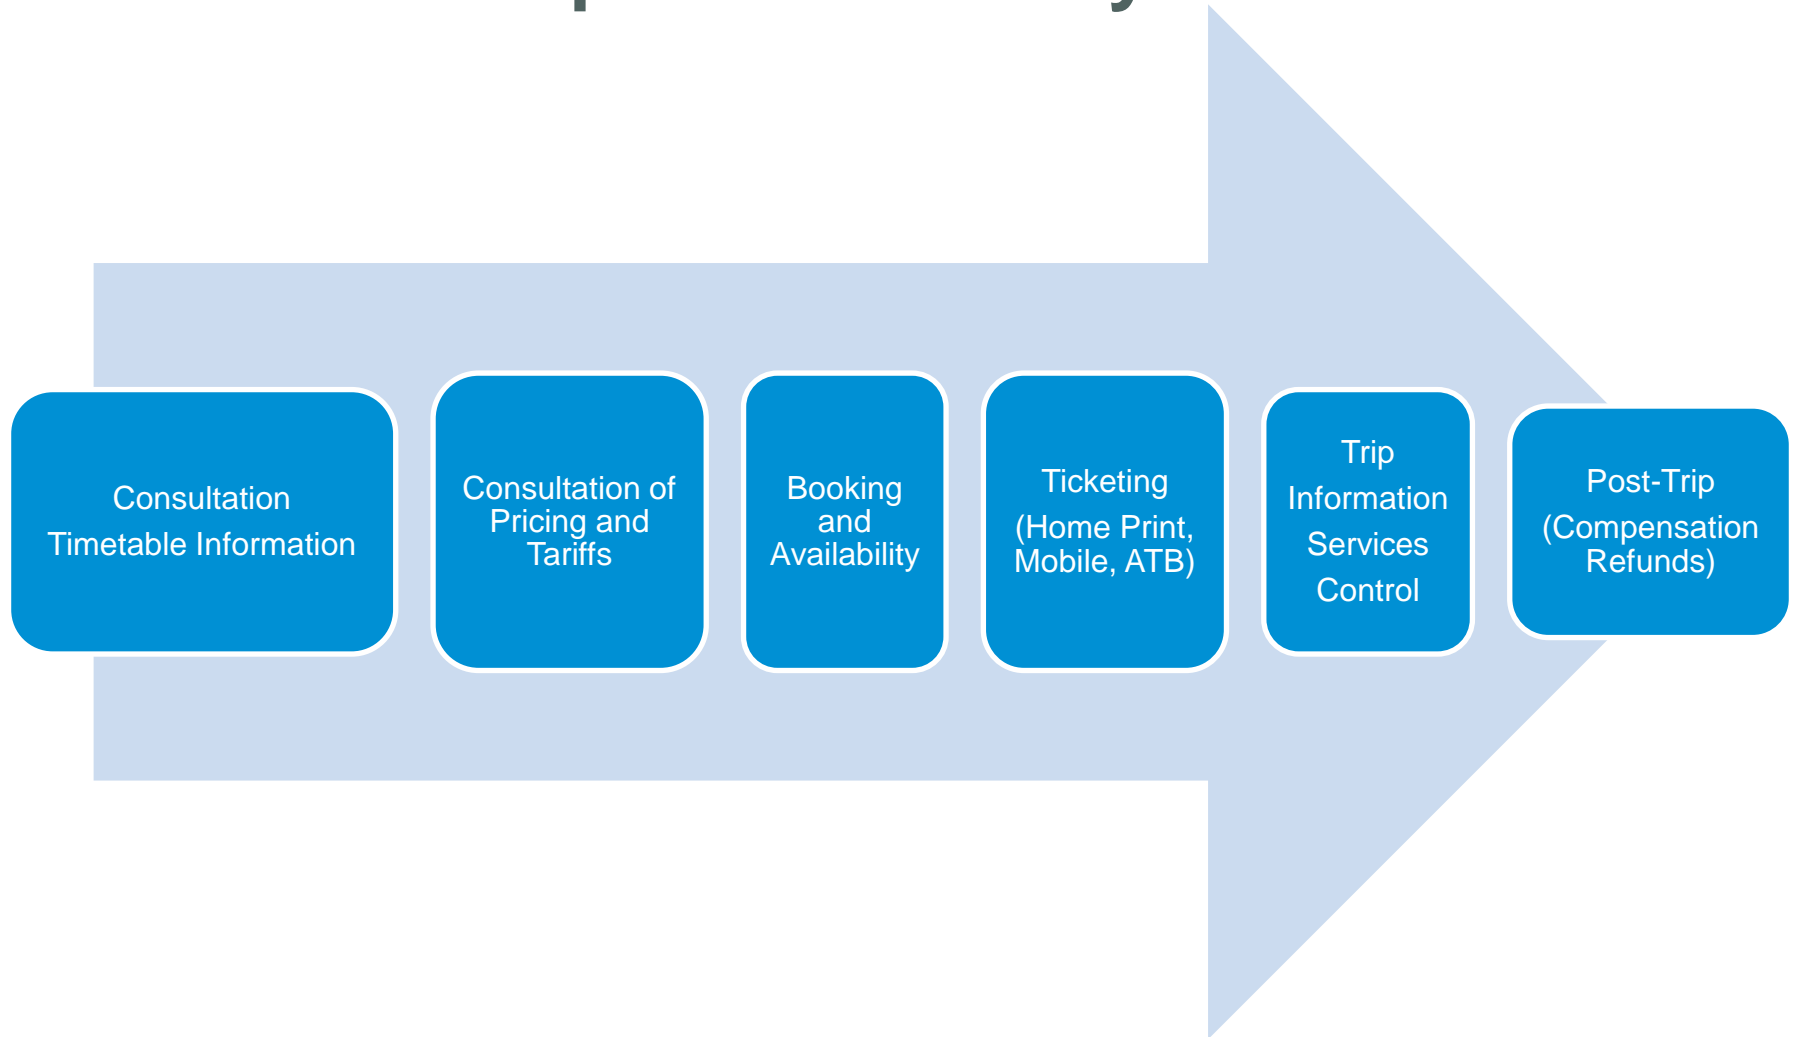 Consultation
Timetable Information
Consultation of
Pricing and
Tariffs
Booking
and
Availability
Ticketing
(Home Print,
Mobile, ATB)
Trip
Information
Services
Control
Post-Trip
(Compensation
Refunds)